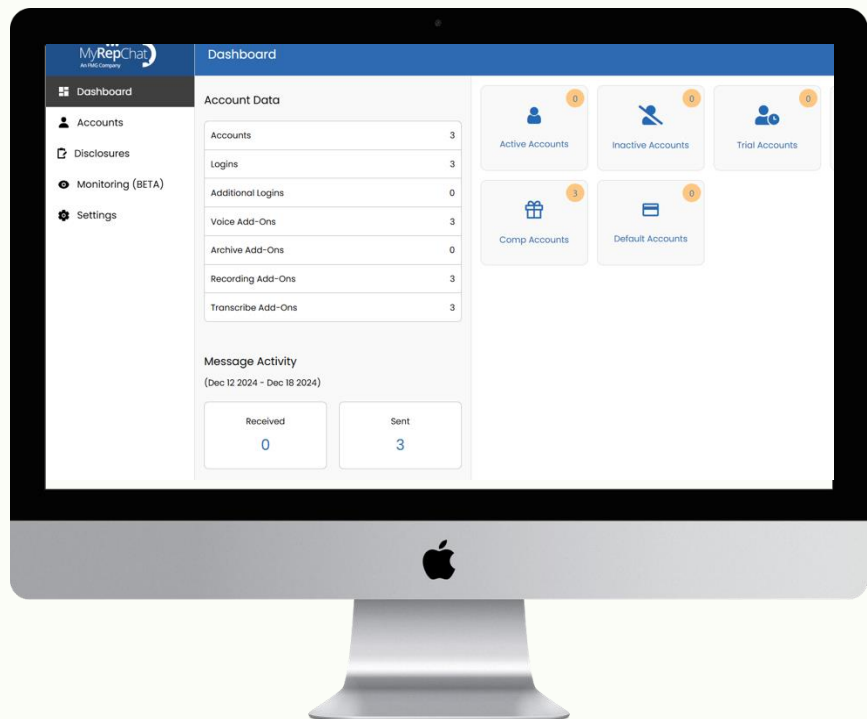 MyRepChat
An FMG Company
Dashboard
Dashboard
Accounts
Disclosures
Monitoring (BETA)
Settings
Account Data
Accounts 3
Logins 3
Additional Logins 0
Voice Add-Ons 3
Archive Add-Ons 0
Recording Add-Ons 3
Transcribe Add-Ons 3
Message Activity
(Dec 12 2024 - Dec 18 2024)
Received
0
Sent
3
0
Active Accounts
0
Inactive Accounts
0
Trial Accounts
3
Comp Accounts
0
Default Accounts